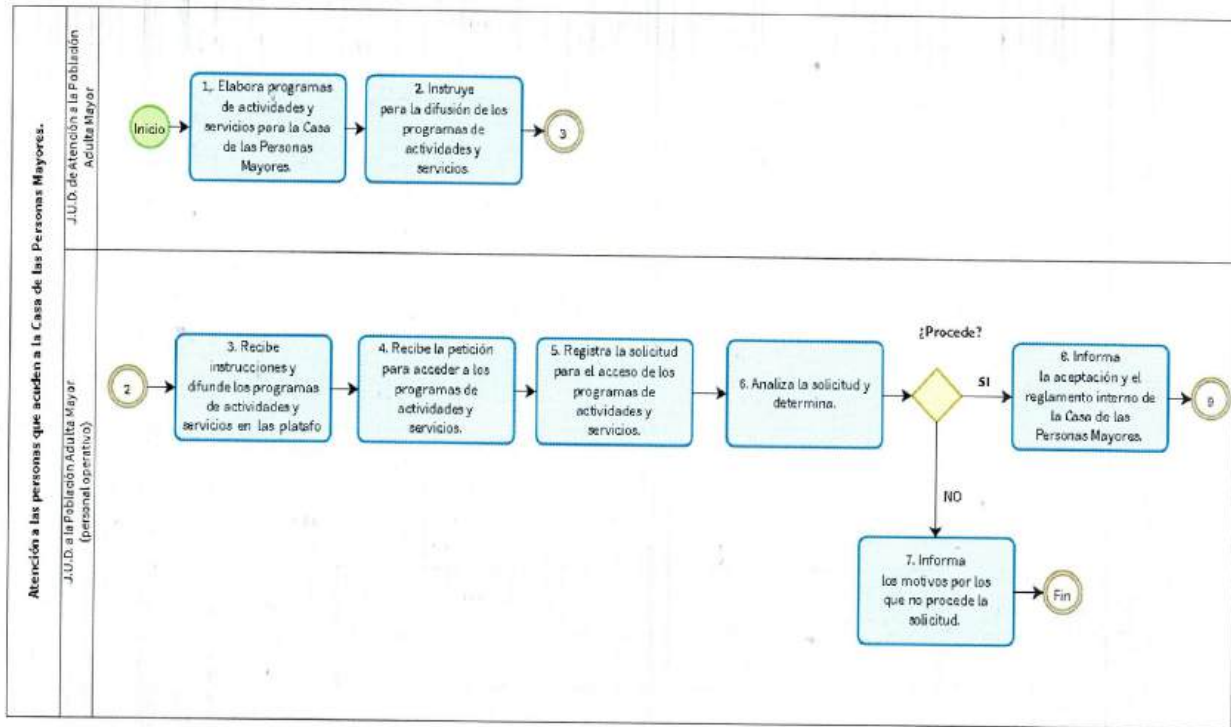 Atención a las personas que acuden a la Casa de las Personas Mayores.
J.U.D. de Atención a la Población
Adulta Mayor
Inicio
1. Elabora programas
de actividades y
servicios para la Casa
de las Personas
Mayores.
2. Instruye
para la difusión de los
programas de
actividades y
servicios
3
J.U.D. a la Población Adulta Mayor
(personal operativo)
2
3. Recibe
instrucciones y
difunde los programas
de actividades y
servicios en las platafo
4. Recibe la petición
para acceder a los
programas de
actividades y
servicios.
5. Registra la solicitud
para el acceso de los
programas de
actividades y
servicios.
6. Analiza la solicitud y
determina.
¿Procede?
SI
8. Informa
la aceptación y el
reglamento interno de
la Casa de las
Personas Mayores.
9
NO
7. Informa
los motivos por los
que no procede la
solicitud.
Fin